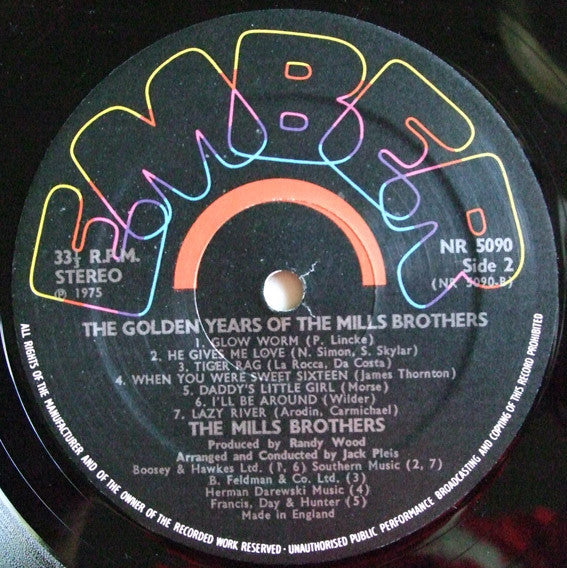 EMBER
33⅓ R.P.M.
STEREO
℗ 1975
NR 5090
Side 2
(NR 5090-B)
THE GOLDEN YEARS OF THE MILLS BROTHERS
1. GLOW WORM (P. Lincke)
2. HE GIVES ME LOVE (N. Simon, S. Skylar)
3. TIGER RAG (La Rocca, Da Costa)
4. WHEN YOU WERE SWEET SIXTEEN (James Thornton)
5. DADDY'S LITTLE GIRL (Morse)
6. I'LL BE AROUND (Wilder)
7. LAZY RIVER (Arodin, Carmichael)
THE MILLS BROTHERS
Produced by Randy Wood
Arranged and Conducted by Jack Pleis
Boosey & Hawkes Ltd. (1, 6) Southern Music (2, 7)
B. Feldman & Co. Ltd. (3)
Herman Darewski Music (4)
Francis, Day & Hunter (5)
Made in England
ALL RIGHTS OF THE MANUFACTURER AND OF THE OWNER OF THE RECORDED WORK RESERVED - UNAUTHORISED PUBLIC PERFORMANCE BROADCASTING AND COPYING OF THIS RECORD PROHIBITED